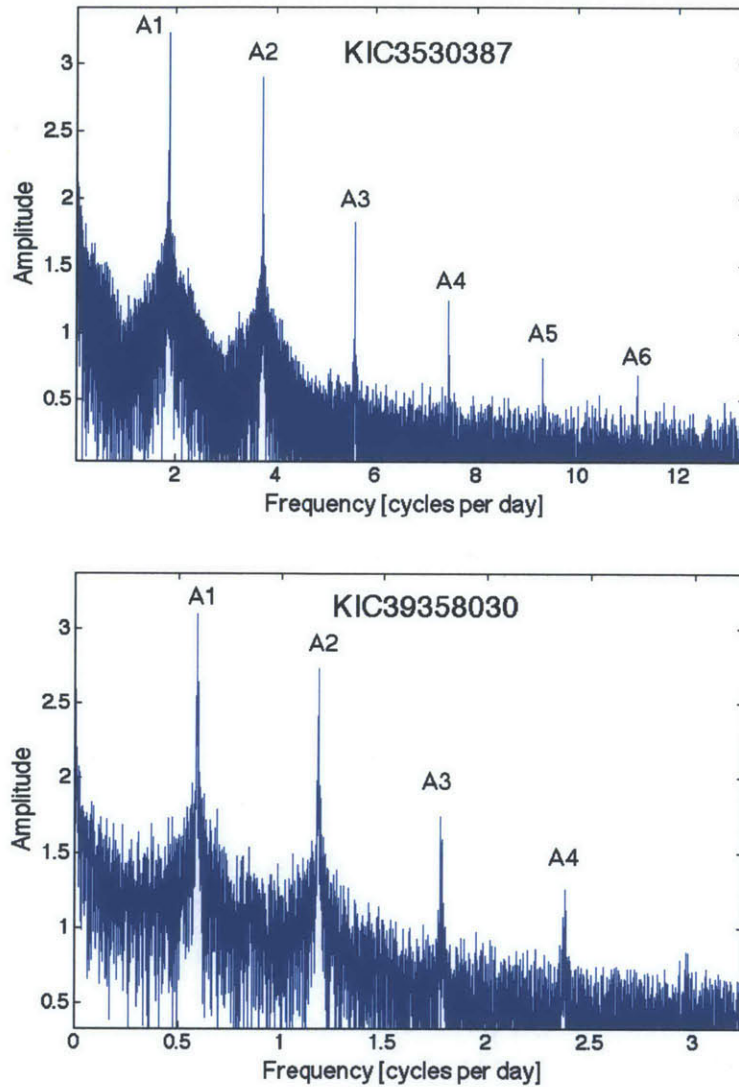 A1
A2
KIC3530387
3
2.5
Amplitude
2
A3
1.5
A4
1
A5
A6
0.5
2
4
6
8
10
12
Frequency [cycles per day]
A1
KIC39358030
3
A2
2.5
Amplitude
2
A3
1.5
A4
1
0.5
0
0.5
1
1.5
2
2.5
3
Frequency [cycles per day]